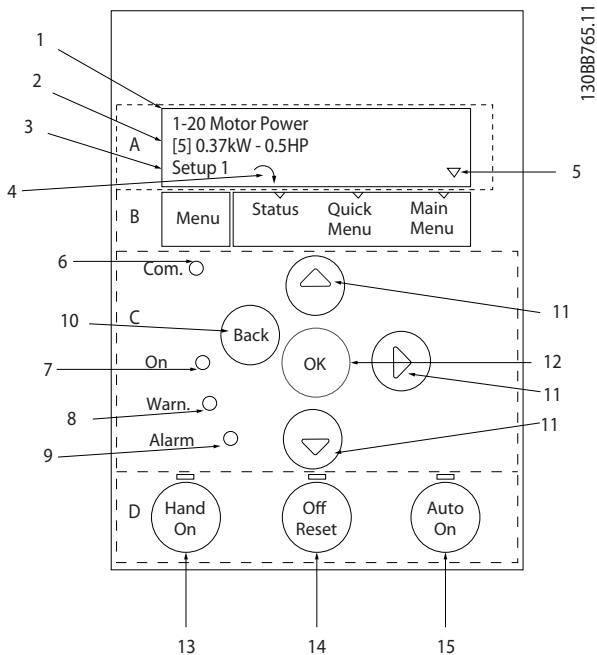 130BB765.11
1
2
3
4
A
1-20 Motor Power
[5] 0.37kW - 0.5HP
Setup 1
5
B
Menu
Status
Quick Menu
Main Menu
6
Com.
11
C
10
Back
OK
12
7
On
11
8
Warn.
11
9
Alarm
D
Hand
On
Off
Reset
Auto
On
13
14
15